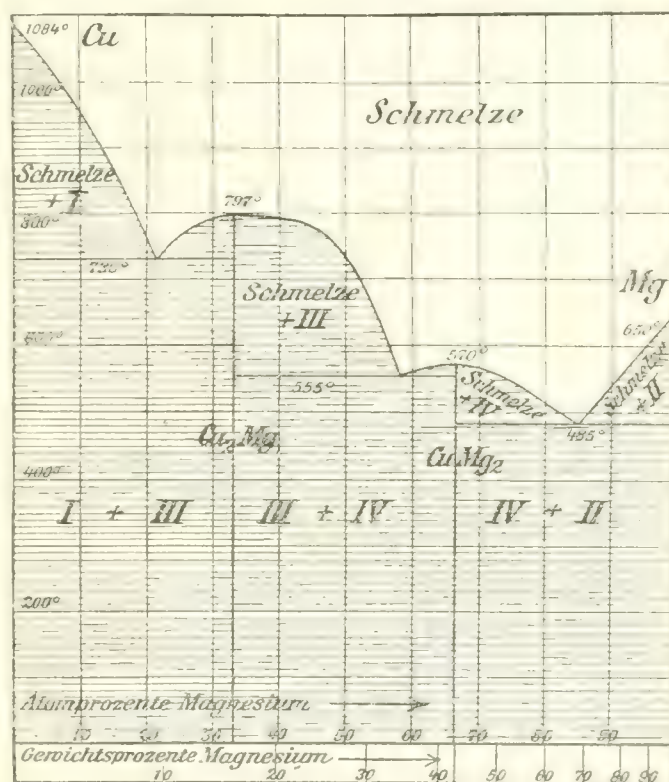 1084°
Cu
1000°
Schmelze
Schmelze
+ I
797°
800°
Mg
Schmelze
+ III
650°
570°
Schmelze
+ II
Schmelze
+ IV
555°
485°
Cu₂Mg
CuMg₂
400°
I + III
III + IV
IV + II
200°
Atomprozente Magnesium
10 20 30 40 50 70 80 90
Gewichtsprozente Magnesium
10 20 30 40 50 60 70 80 90